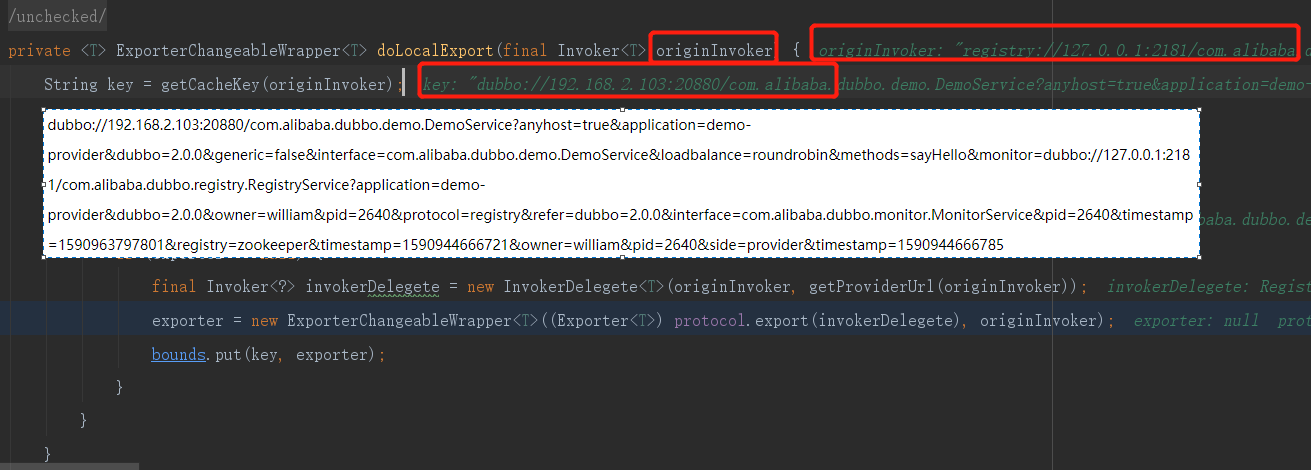 /unchecked/
private <T> ExporterChangeableWrapper<T> doLocalExport(final Invoker<T> originInvoker { originInvoker: "registry://127.0.0.1:2181/com.alibaba.d
String key = getCacheKey(originInvoker); key: "dubbo://192.168.2.103:20880/com.alibaba.dubbo.demo.DemoService?anyhost=true&application=demo-
dubbo://192.168.2.103:20880/com.alibaba.dubbo.demo.DemoService?anyhost=true&application=demo-
provider&dubbo=2.0.0&generic=false&interface=com.alibaba.dubbo.demo.DemoService&loadbalance=roundrobin&methods=sayHello&monitor=dubbo://127.0.0.1:218
1/com.alibaba.dubbo.registry.RegistryService?application=demo-
provider&dubbo=2.0.0&owner=william&pid=2640&protocol=registry&refer=dubbo=2.0.0&interface=com.alibaba.dubbo.monitor.MonitorService&pid=2640&timestamp
aba.dubbo.de
=1590963797801&registry=zookeeper&timestamp=1590944666721&owner=william&pid=2640&side=provider&timestamp=1590944666785
final Invoker<?> invokerDelegete = new InvokerDelegete<T>(originInvoker, getProviderUrl(originInvoker)); invokerDelegete: Regist
exporter = new ExporterChangeableWrapper<T>((Exporter<T>) protocol.export(invokerDelegete), originInvoker); exporter: null prot
bounds.put(key, exporter);
}
}
}